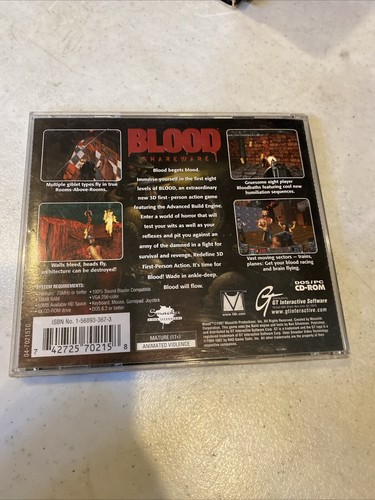 BLOOD
SHAREWARE
Multiple giblet types fly in true
Rooms-Above-Rooms.
Walls bleed, heads fly,
architecture can be destroyed!
Blood begets blood.
Immerse yourself in the first eight
levels of BLOOD, an extraordinary
new 3D first- person action game
featuring the Advanced Build Engine.
Enter a world of horror that will
test your wits as well as your
reflexes and pit you against an
army of the damned in a fight for
survival and revenge. Redefine 3D
First-Person Action. It's time for
Blood! Wade in ankle-deep.
Blood will flow.
Gruesome eight player
Bloodbaths featuring cool new
humiliation sequences.
Vast moving sectors — trains,
planes: Get your blood racing
and brain flying.
SYSTEM REQUIREMENTS:
• 100% Sound Blaster Compatible
• VGA 256-color
• Keyboard, Mouse, Gamepad, Joystick
• DOS 6.2 or better
ISBN No. 1-56893-367-3
7 42725 70215 8
04-70215JC
Smacker
MATURE (17+)
ANIMATED VIOLENCE
GT
GT Interactive Software
www.gtinteractive.com
DOS/PC
CD-ROM